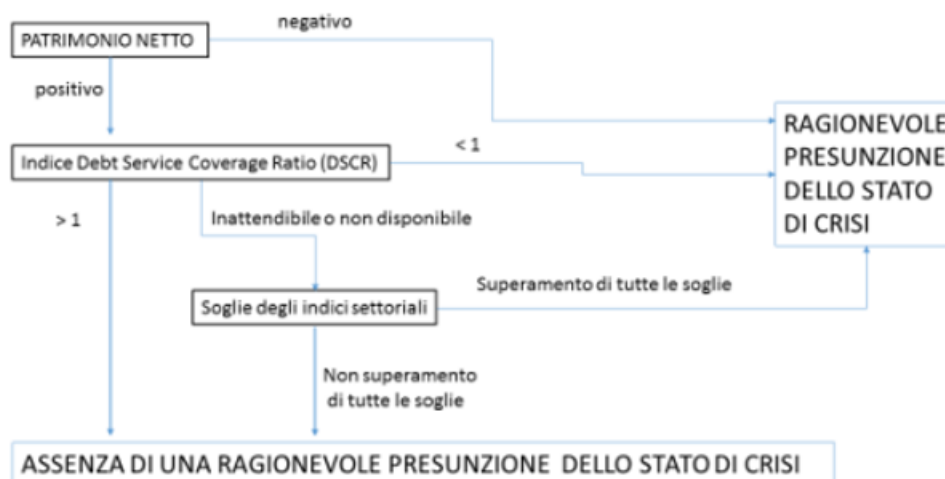 negativo
PATRIMONIO NETTO
positivo
RAGIONEVOLE
PRESUNZIONE
DELLO STATO
DI CRISI
< 1
Indice Debt Service Coverage Ratio (DSCR)
> 1
Inattendibile o non disponibile
Superamento di tutte le soglie
Soglie degli indici settoriali
Non superamento
di tutte le soglie
ASSENZA DI UNA RAGIONEVOLE PRESUNZIONE DELLO STATO DI CRISI